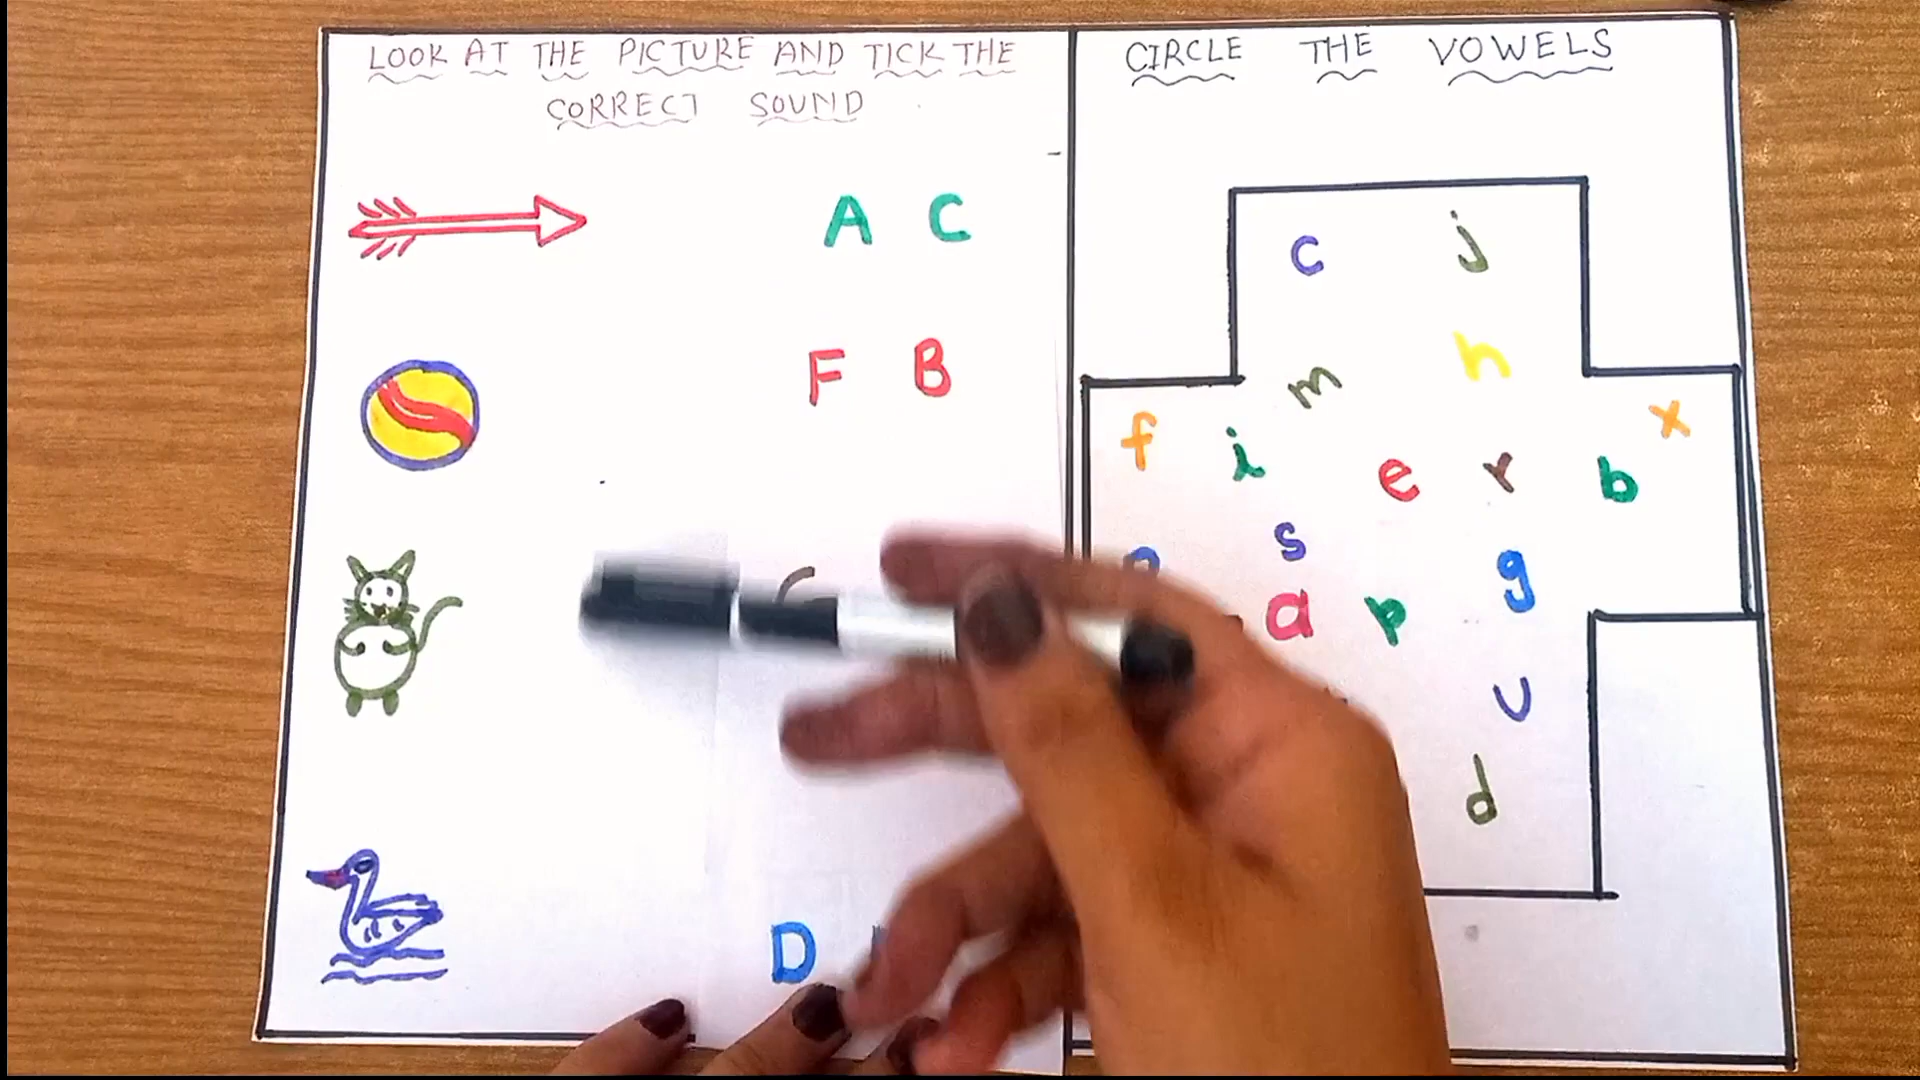 LOOK AT THE PICTURE AND TICK THE
CORRECT SOUND
A C
F B
D
CIRCLE THE VOWELS
c j
m h
f i e r b x
s g
a p
u
d